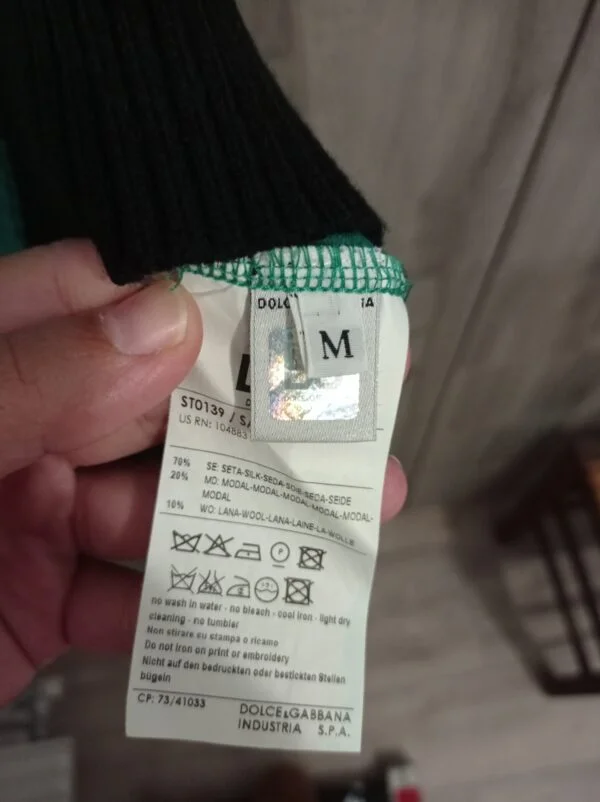 M
ST0139 /
US RN: 104883
70% SE: SETA-SILK-SEDA-SOIE-SEDA-SEIDE
20% MD: MODAL-MODAL-MODAL-MODAL-MODAL-
MODAL
10% WO: LANA-WOOL-LANA-LAINE-LA-WOLLE
no wash in water - no bleach - cool iron - light dry
cleaning - no tumbler
Non stirare su stampa o ricamo
Do not iron on print or embroidery
Nicht auf den bedruckten oder bestickten Stellen
bügeln
CP: 73/41033
DOLCE&GABBANA
INDUSTRIA S.P.A.